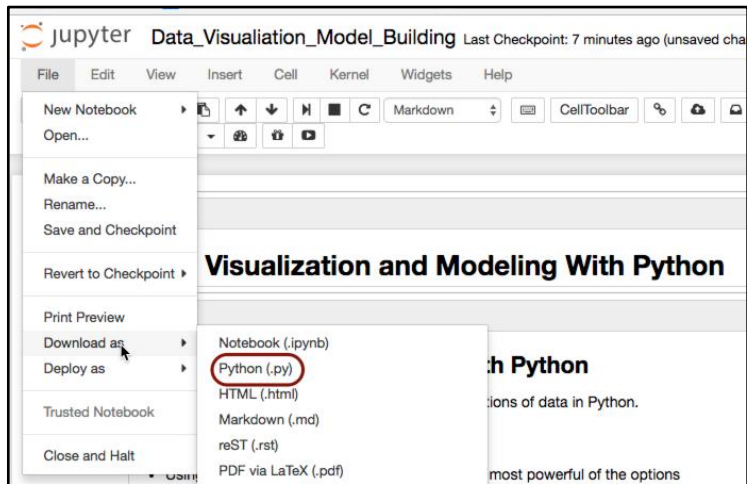 jupyter Data_Visualiation_Model_Building Last Checkpoint: 7 minutes ago (unsaved cha
File Edit View Insert Cell Kernel Widgets Help
Markdown CellToolbar
New Notebook
Open...
Make a Copy...
Rename...
Save and Checkpoint
Revert to Checkpoint
Visualization and Modeling With Python
Print Preview
Download as
Deploy as
Trusted Notebook
Close and Halt
Notebook (.ipynb)
Python (.py)
HTML (.html)
Markdown (.md)
reST (.rst)
PDF via LaTeX (.pdf)
h Python
tions of data in Python.
most powerful of the options